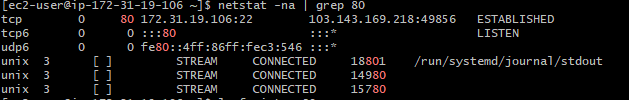 [ec2-user@ip-172-31-19-106 ~]$ netstat -na | grep 80
tcp 0 80 172.31.19.106:22 103.143.169.218:49856 ESTABLISHED
tcp6 0 0 :::80 :::* LISTEN
udp6 0 0 fe80::4ff:86ff:fec3:546 :::*
unix 3 [ ] STREAM CONNECTED 18801 /run/systemd/journal/stdout
unix 3 [ ] STREAM CONNECTED 14980
unix 3 [ ] STREAM CONNECTED 15780